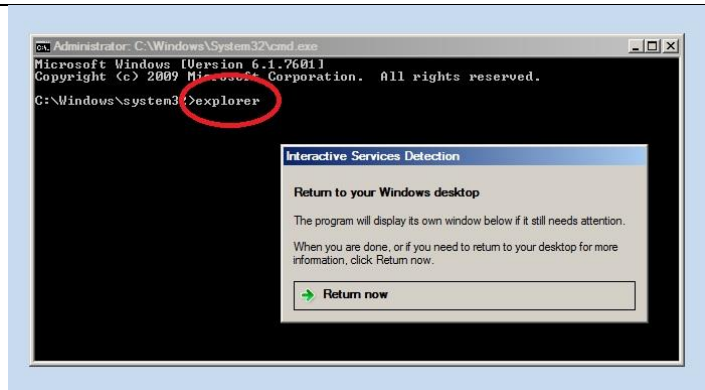 Administrator: C:\Windows\System32\cmd.exe
Microsoft Windows [Version 6.1.7601]
Copyright (c) 2009 Microsoft Corporation.  All rights reserved.
C:\Windows\system32>explorer
Interactive Services Detection
Return to your Windows desktop
The program will display its own window below if it still needs attention.
When you are done, or if you need to return to your desktop for more
information, click Return now.
Return now